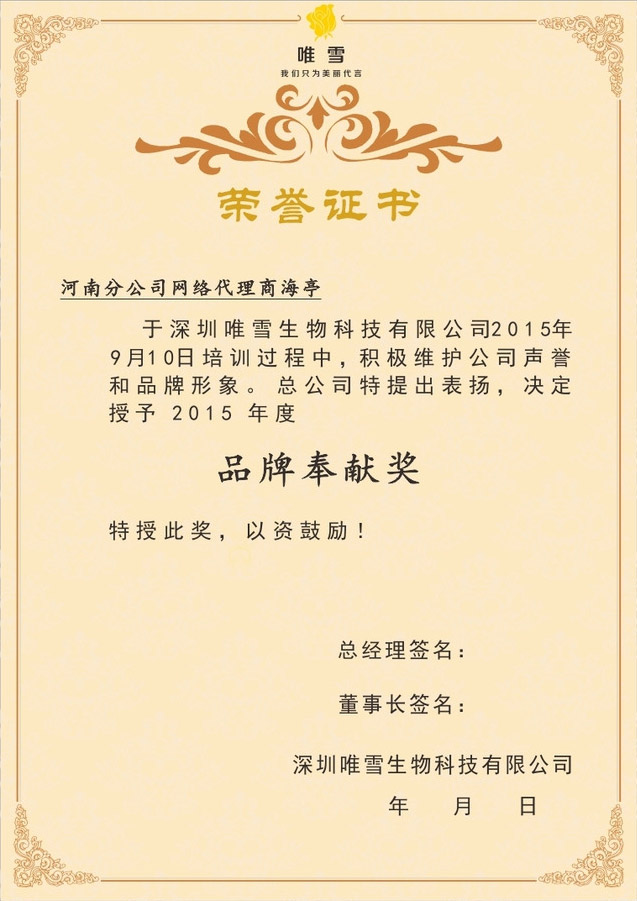 唯雪
我们只为美丽代言
荣誉证书
河南分公司网络代理商海亭
于深圳唯雪生物科技有限公司2015年
9月10日培训过程中，积极维护公司声誉
和品牌形象。总公司特提出表扬，决定
授予 2015 年度
品牌奉献奖
特授此奖，以资鼓励！
总经理签名：
董事长签名：
深圳唯雪生物科技有限公司
年 月 日